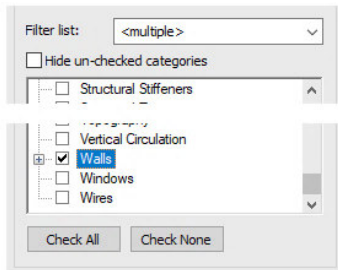 Filter list: <multiple>
Hide un-checked categories
Structural Stiffeners
Vertical Circulation
Walls
Windows
Wires
Check All Check None